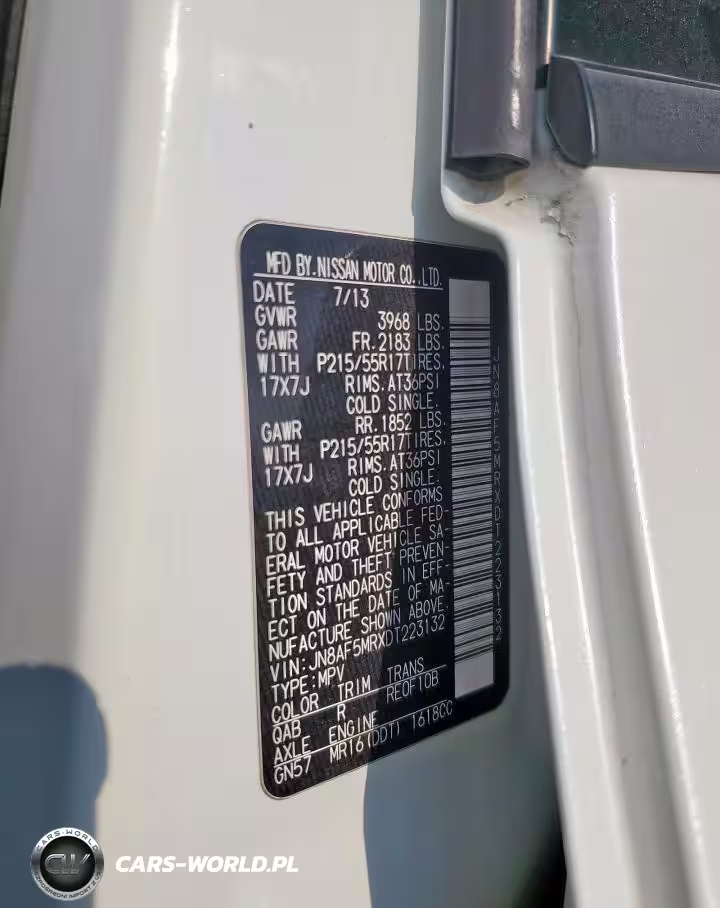 MFD BY.NISSAN MOTOR CO.,LTD.
DATE 7/13
GVWR 3968 LBS.
GAWR FR.2183 LBS.
WITH P215/55R17TIRES.
17X7J RIMS.AT36PSI
COLD SINGLE.
GAWR RR.1852 LBS.
WITH P215/55R17TIRES.
17X7J RIMS.AT36PSI
COLD SINGLE.
THIS VEHICLE CONFORMS
TO ALL APPLICABLE FED-
ERAL MOTOR VEHICLE SA-
FETY AND THEFT PREVEN-
TION STANDARDS IN EFF-
ECT ON THE DATE OF MA-
NUFACTURE SHOWN ABOVE.
VIN:JN8AF5MRXDT223132
TYPE:MPV
COLOR TRIM TRANS
QAB R REOF10B
AXLE ENGINE
GN57 MR16(DDT) 1618CC
JN8AF5MRXDT223132
CARS-WORLD
CW
CARS-WORLD.PL